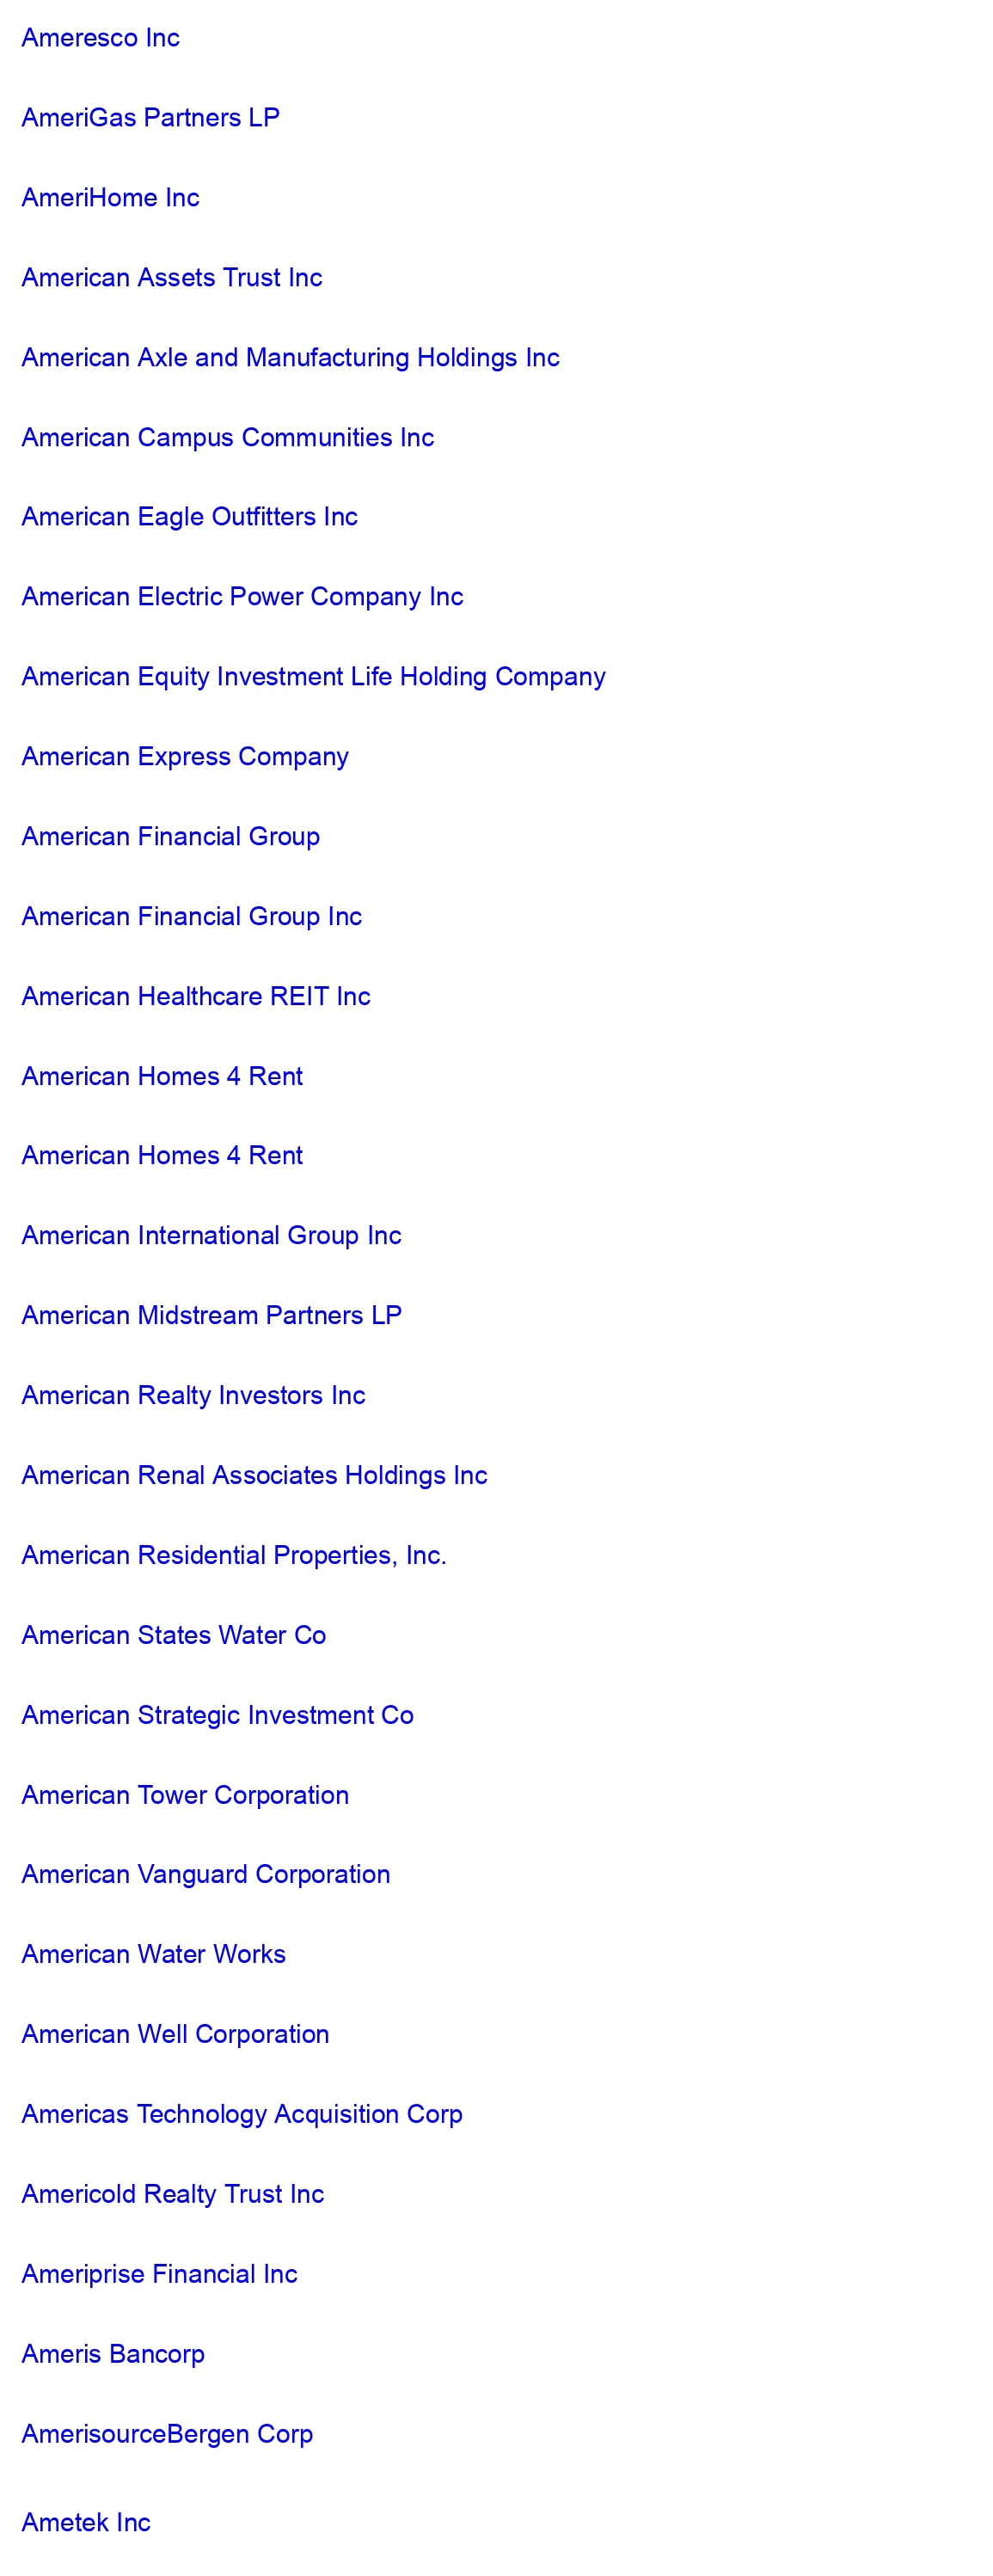 Ameresco Inc
AmeriGas Partners LP
AmeriHome Inc
American Assets Trust Inc
American Axle and Manufacturing Holdings Inc
American Campus Communities Inc
American Eagle Outfitters Inc
American Electric Power Company Inc
American Equity Investment Life Holding Company
American Express Company
American Financial Group
American Financial Group Inc
American Healthcare REIT Inc
American Homes 4 Rent
American Homes 4 Rent
American International Group Inc
American Midstream Partners LP
American Realty Investors Inc
American Renal Associates Holdings Inc
American Residential Properties, Inc.
American States Water Co
American Strategic Investment Co
American Tower Corporation
American Vanguard Corporation
American Water Works
American Well Corporation
Americas Technology Acquisition Corp
Americold Realty Trust Inc
Ameriprise Financial Inc
Ameris Bancorp
AmerisourceBergen Corp
Ametek Inc